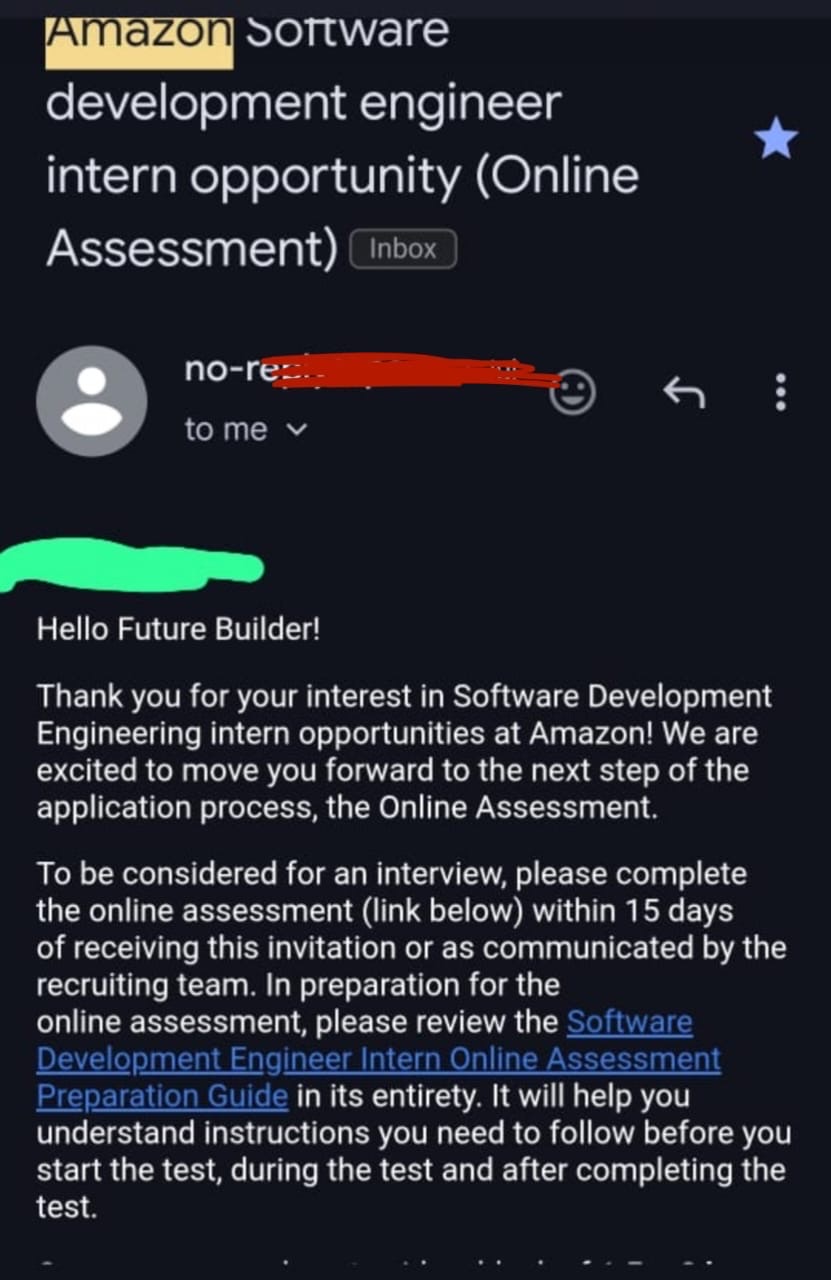 Amazon Software
development engineer
intern opportunity (Online
Assessment) Inbox
to me
Hello Future Builder!
Thank you for your interest in Software Development
Engineering intern opportunities at Amazon! We are
excited to move you forward to the next step of the
application process, the Online Assessment.
To be considered for an interview, please complete
the online assessment (link below) within 15 days
of receiving this invitation or as communicated by the
recruiting team. In preparation for the
online assessment, please review the Software
Development Engineer Intern Online Assessment
Preparation Guide in its entirety. It will help you
understand instructions you need to follow before you
start the test, during the test and after completing the
test.